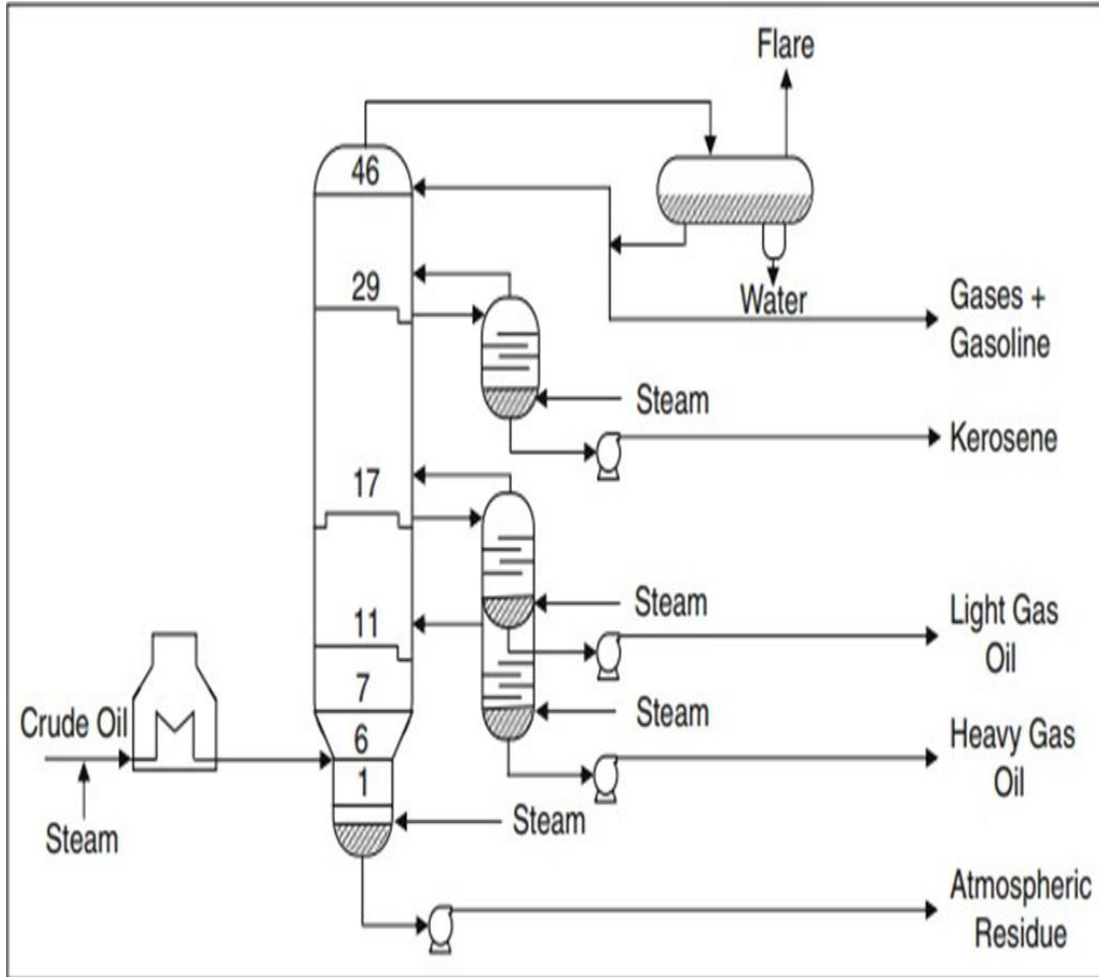 Flare
46
29
Water
Gases +
Gasoline
Steam
Kerosene
17
Steam
Light Gas
Oil
11
7
Steam
Crude Oil
6
Heavy Gas
Oil
1
Steam
Steam
Atmospheric
Residue